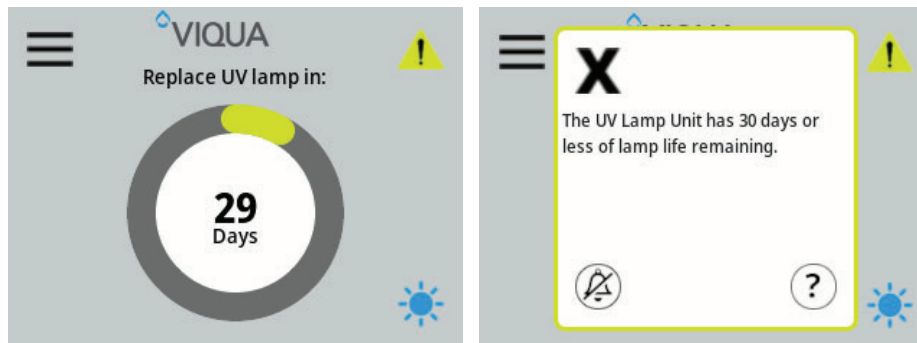 VIQUA
Replace UV lamp in:
29
Days
X
The UV Lamp Unit has 30 days or
less of lamp life remaining.
?